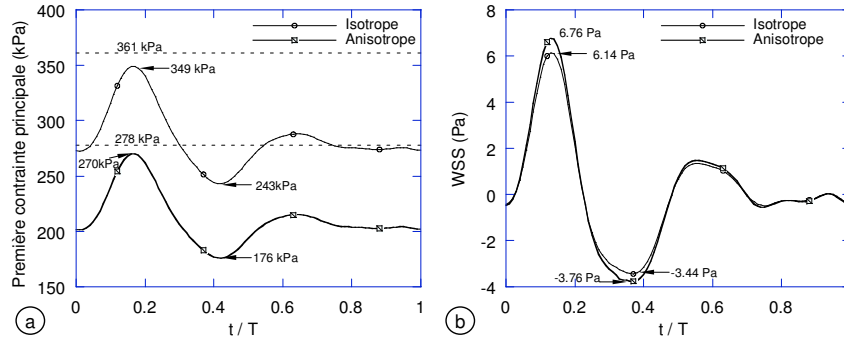 Isotrope
Anisotrope
400
361 kPa
350
349 kPa
300
278 kPa
270kPa
250
243kPa
200
176 kPa
150
0
0.2
0.4
0.6
0.8
1
Première contrainte principale (kPa)
t / T
a
Isotrope
Anisotrope
8
6.76 Pa
6.14 Pa
6
4
2
0
-2
-3.44 Pa
-3.76 Pa
-4
0
0.2
0.4
0.6
0.8
WSS (Pa)
t / T
b